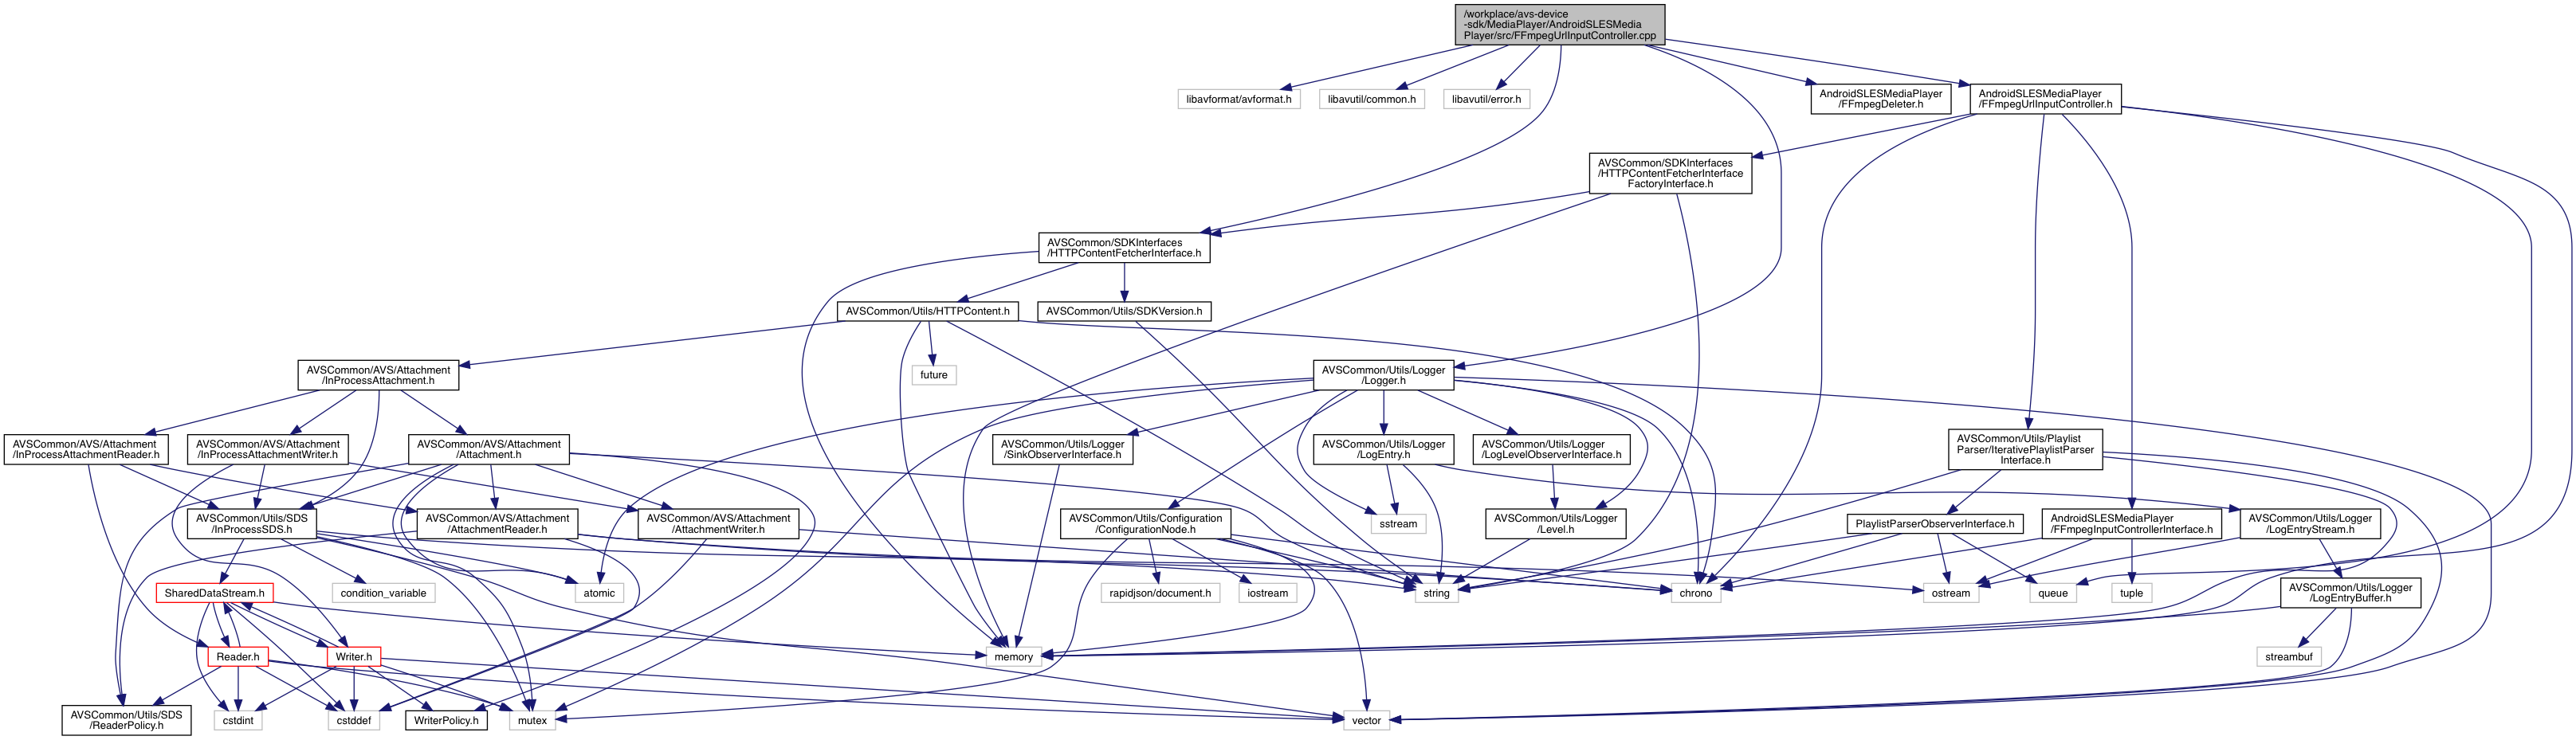 /workplace/avs-device
-sdk/MediaPlayer/AndroidSLESMedia
Player/src/FFmpegUrlInputController.cpp
libavformat/avformat.h
libavutil/common.h
libavutil/error.h
AndroidSLESMediaPlayer
/FFmpegDeleter.h
AndroidSLESMediaPlayer
/FFmpegUrlInputController.h
AVSCommon/SDKInterfaces
/HTTPContentFetcherInterface
FactoryInterface.h
AVSCommon/SDKInterfaces
/HTTPContentFetcherInterface.h
AVSCommon/Utils/HTTPContent.h
AVSCommon/Utils/SDKVersion.h
AVSCommon/AVS/Attachment
/InProcessAttachment.h
future
AVSCommon/Utils/Logger
/Logger.h
AVSCommon/AVS/Attachment
/InProcessAttachmentReader.h
AVSCommon/AVS/Attachment
/InProcessAttachmentWriter.h
AVSCommon/AVS/Attachment
/Attachment.h
AVSCommon/Utils/Logger
/SinkObserverInterface.h
AVSCommon/Utils/Logger
/LogEntry.h
AVSCommon/Utils/Logger
/LogLevelObserverInterface.h
AVSCommon/Utils/Playlist
Parser/IterativePlaylistParser
Interface.h
AVSCommon/Utils/SDS
/InProcessSDS.h
AVSCommon/AVS/Attachment
/AttachmentReader.h
AVSCommon/AVS/Attachment
/AttachmentWriter.h
AVSCommon/Utils/Configuration
/ConfigurationNode.h
sstream
AVSCommon/Utils/Logger
/Level.h
PlaylistParserObserverInterface.h
AndroidSLESMediaPlayer
/FFmpegInputControllerInterface.h
AVSCommon/Utils/Logger
/LogEntryStream.h
SharedDataStream.h
condition_variable
atomic
rapidjson/document.h
iostream
string
chrono
ostream
queue
tuple
AVSCommon/Utils/Logger
/LogEntryBuffer.h
Reader.h
Writer.h
memory
streambuf
AVSCommon/Utils/SDS
/ReaderPolicy.h
cstdint
cstddef
WriterPolicy.h
mutex
vector